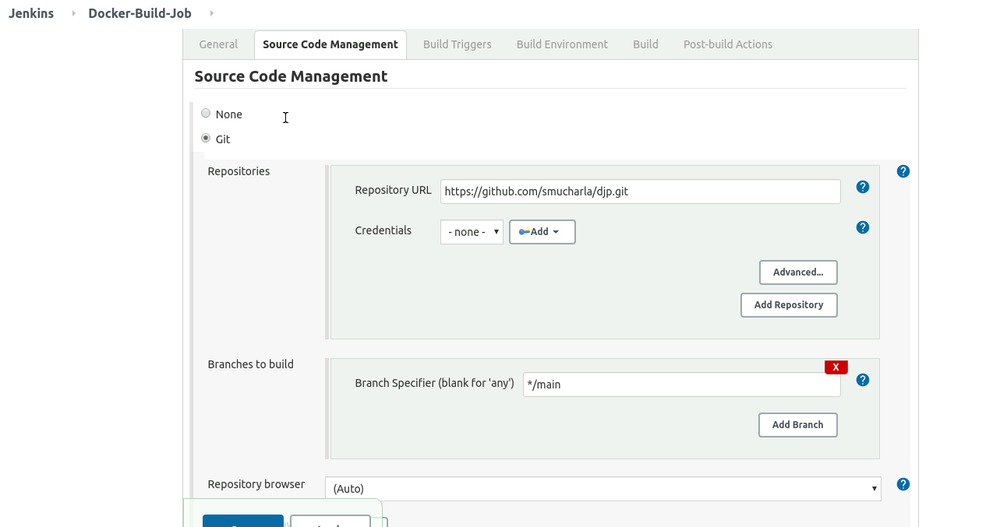 Jenkins Docker-Build-Job
General Source Code Management Build Triggers Build Environment Build Post-build Actions
Source Code Management
None
Git
Repositories
Repository URL https://github.com/smucharla/djp.git
Credentials - none - Add
Advanced...
Add Repository
Branches to build
X
Branch Specifier (blank for 'any') */main
Add Branch
Repository browser (Auto)